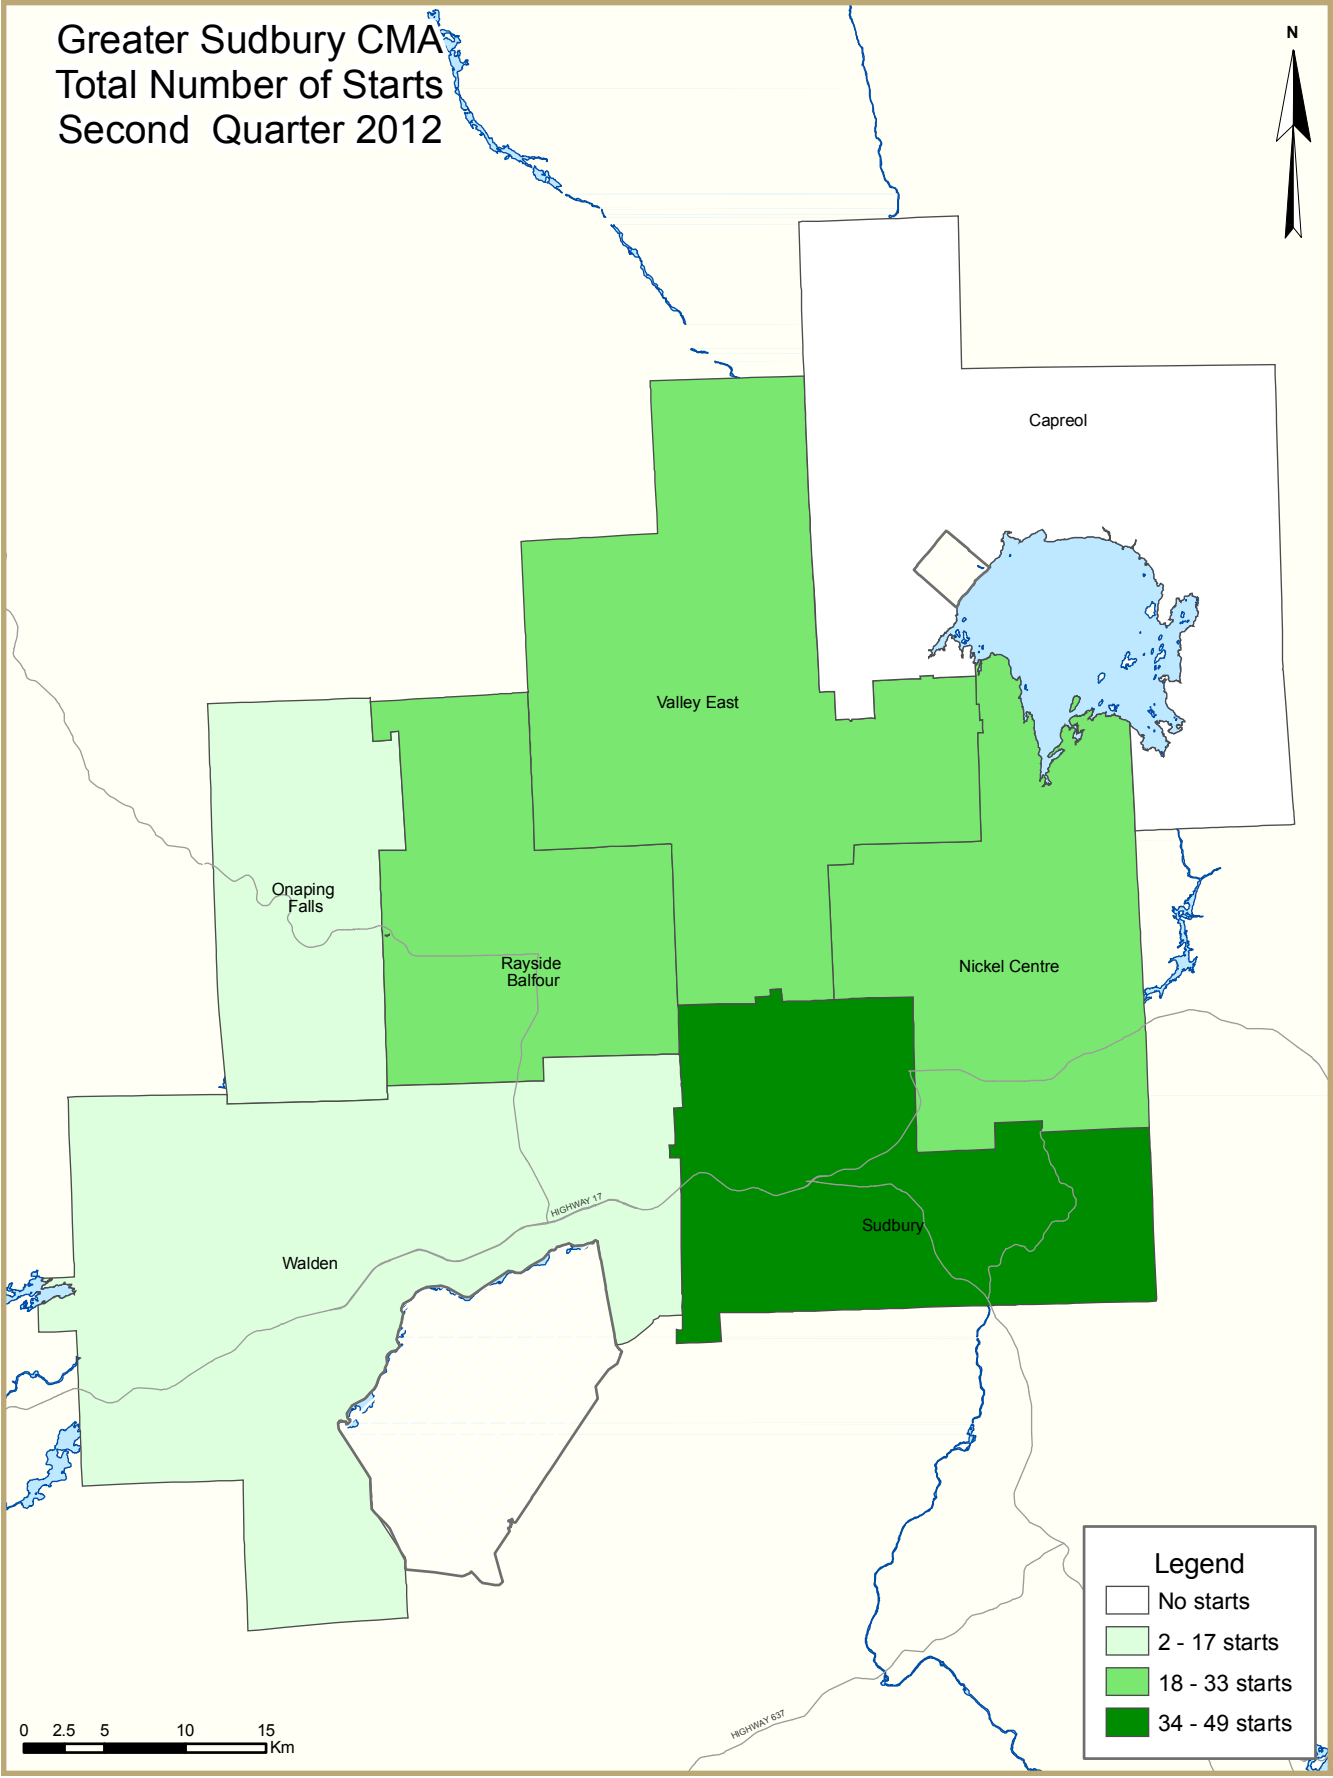 Greater Sudbury CMA
Total Number of Starts
Second Quarter 2012
N
Capreol
Valley East
Onaping
Falls
Rayside
Balfour
Nickel Centre
HIGHWAY 17
Sudbury
Walden
HIGHWAY 637
Legend
No starts
2 - 17 starts
18 - 33 starts
34 - 49 starts
0 2.5 5 10 15
Km